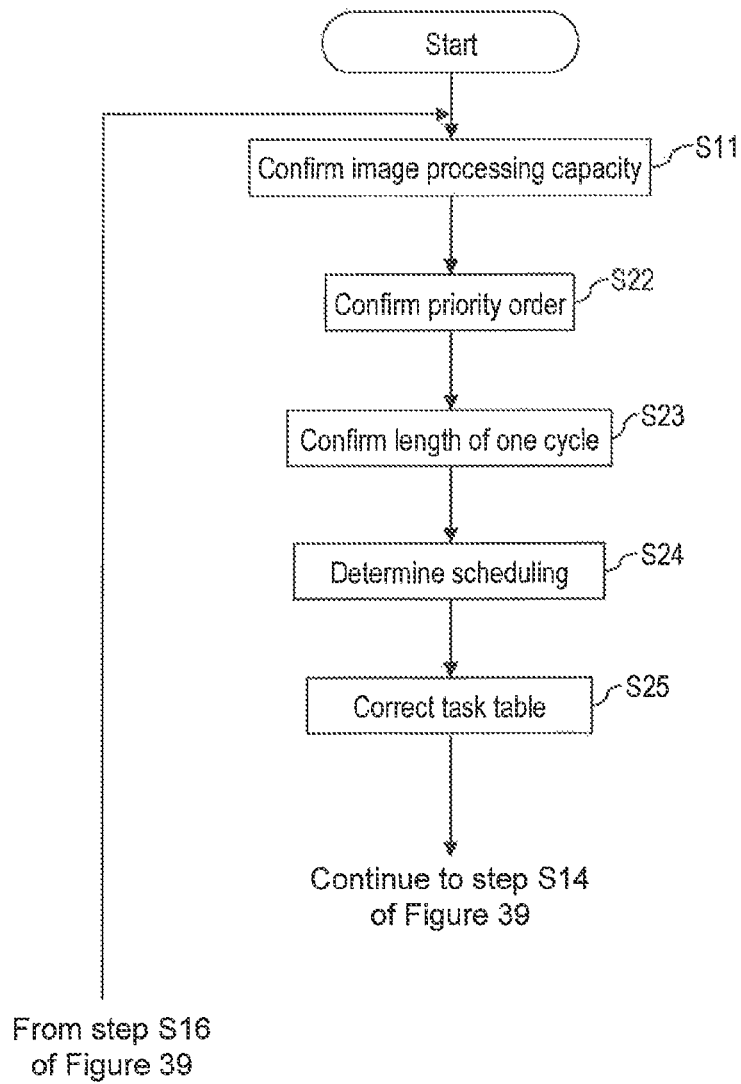 Start
Confirm image processing capacity
S11
Confirm priority order
S22
Confirm length of one cycle
S23
Determine scheduling
S24
Correct task table
S25
Continue to step S14
of Figure 39
From step S16
of Figure 39